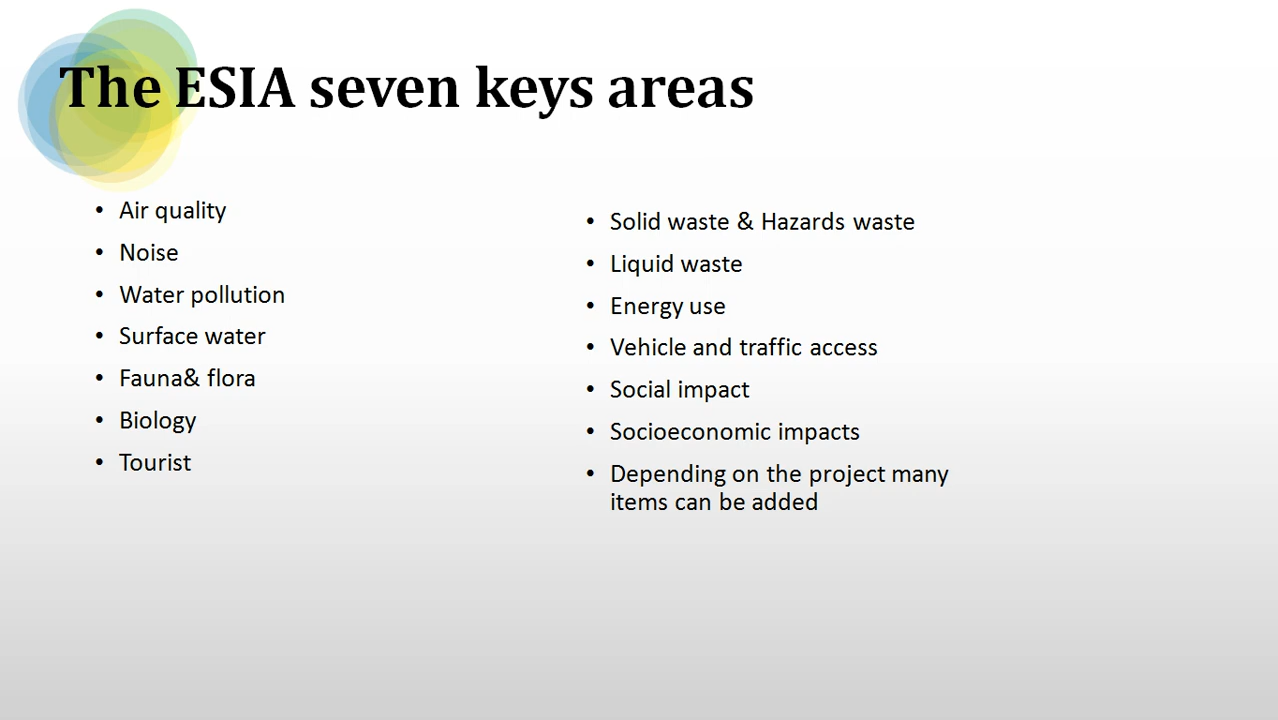 The ESIA seven keys areas
• Air quality
• Noise
• Water pollution
• Surface water
• Fauna& flora
• Biology
• Tourist
• Solid waste & Hazards waste
• Liquid waste
• Energy use
• Vehicle and traffic access
• Social impact
• Socioeconomic impacts
• Depending on the project many
items can be added